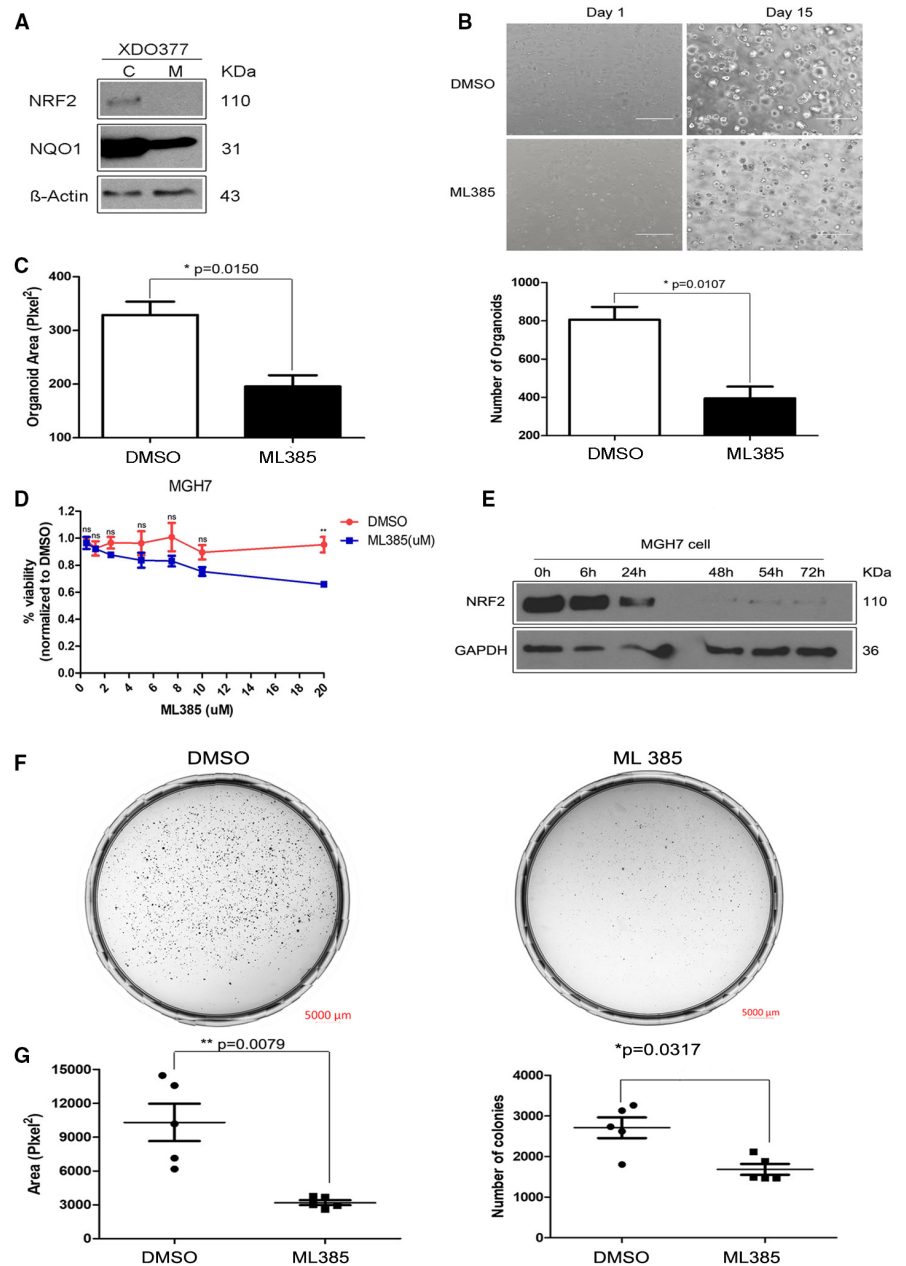 A
XDO377
C M KDa
NRF2 110
NQO1 31
ß-Actin 43
B
Day 1 Day 15
DMSO
ML385
C
* p=0.0150
Organoid Area (PIxel²)
400
300
200
100
DMSO ML385
* p=0.0107
Number of Organoids
1000
800
600
400
200
DMSO ML385
D
MGH7
% viability
(normalized to DMSO)
1.2
1.0
0.8
0.6
0.4
0.2
0.0
ns ns ns ns ns ns **
DMSO
ML385(uM)
0 2 4 6 8 10 12 14 16 18 20
ML385 (uM)
E
MGH7 cell
0h 6h 24h 48h 54h 72h KDa
NRF2 110
GAPDH 36
F
DMSO ML 385
5000 µm 5000 µm
G
** p=0.0079
Area (PIxel²)
15000
12000
9000
6000
3000
0
DMSO ML385
*p=0.0317
Number of colonies
4000
3000
2000
1000
0
DMSO ML385